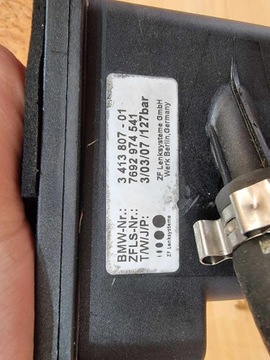 BMW-Nr.: 3 413 807 - 01
ZFLS-Nr.: 7692 974 541
T/W/J/P: 3/03/07 /127bar
ZF Lenksysteme GmbH
Werk Berlin,Germany
ZF Lenksysteme